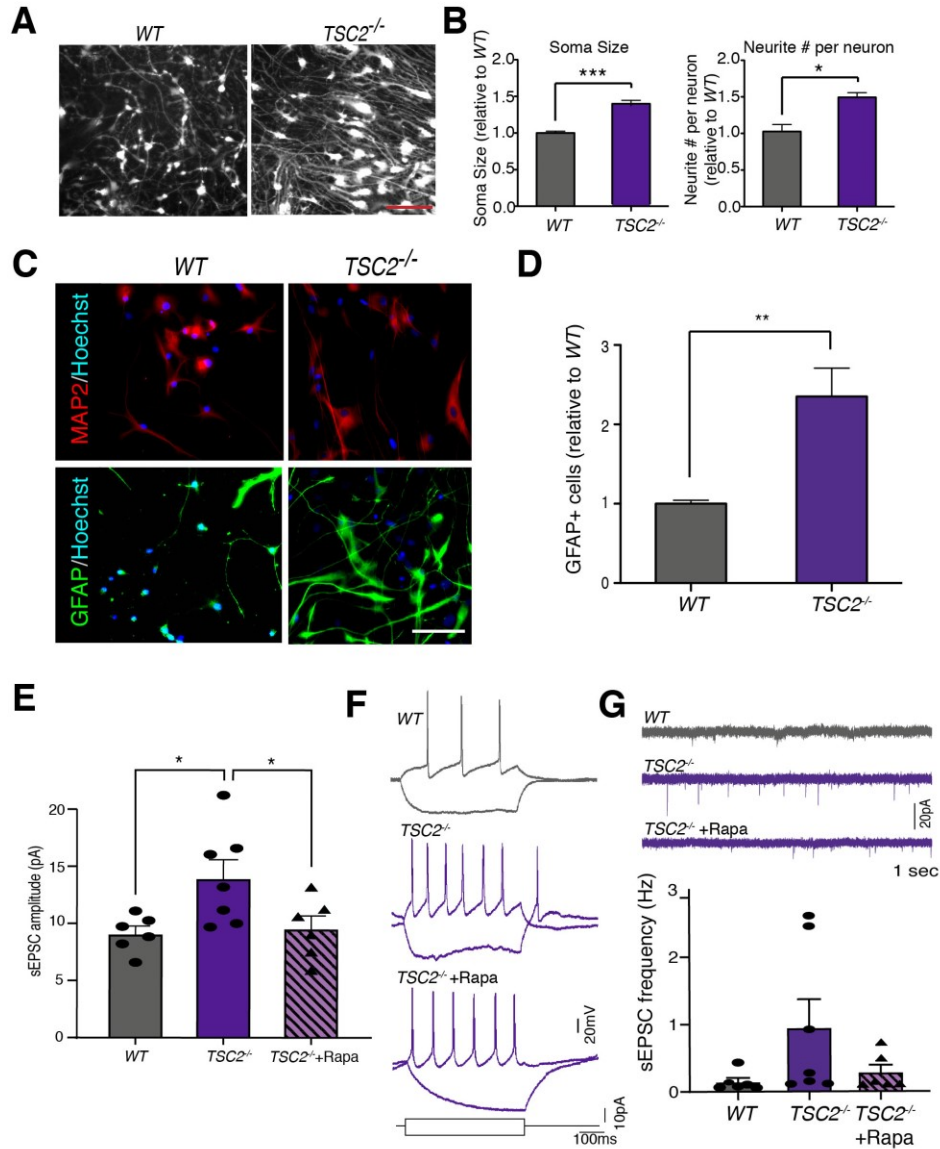 A
WT
TSC2-/-
B
Soma Size
Soma Size (relative to WT)
2.0
1.5
1.0
0.5
0.0
***
WT
TSC2-/-
Neurite # per neuron
Neurite # per neuron
(relative to WT)
2.0
1.5
1.0
0.5
0.0
*
WT
TSC2-/-
C
WT
TSC2-/-
MAP2/Hoechst
GFAP/Hoechst
D
GFAP+ cells (relative to WT)
3
2
1
0
**
WT
TSC2-/-
E
sEPSC amplitude (pA)
20
15
10
5
0
*
*
WT
TSC2-/-
TSC2-/-+Rapa
F
WT
TSC2-/-
TSC2-/- +Rapa
20mV
10pA
100ms
G
WT
TSC2-/-
20pA
TSC2-/- +Rapa
1 sec
sEPSC frequency (Hz)
3
2
1
0
WT
TSC2-/-
TSC2-/-
+Rapa